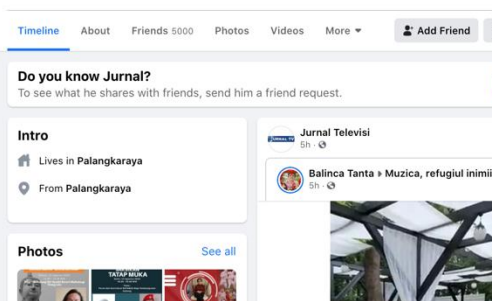 Timeline
About
Friends 5000
Photos
Videos
More
Add Friend
Do you know Jurnal?
To see what he shares with friends, send him a friend request.
Intro
Lives in Palangkaraya
From Palangkaraya
Photos
See all
TATAP MUKA
Jurnal Televisi
5h ·
Balinca Tanta ▸ Muzica, refugiul inimii
5h ·